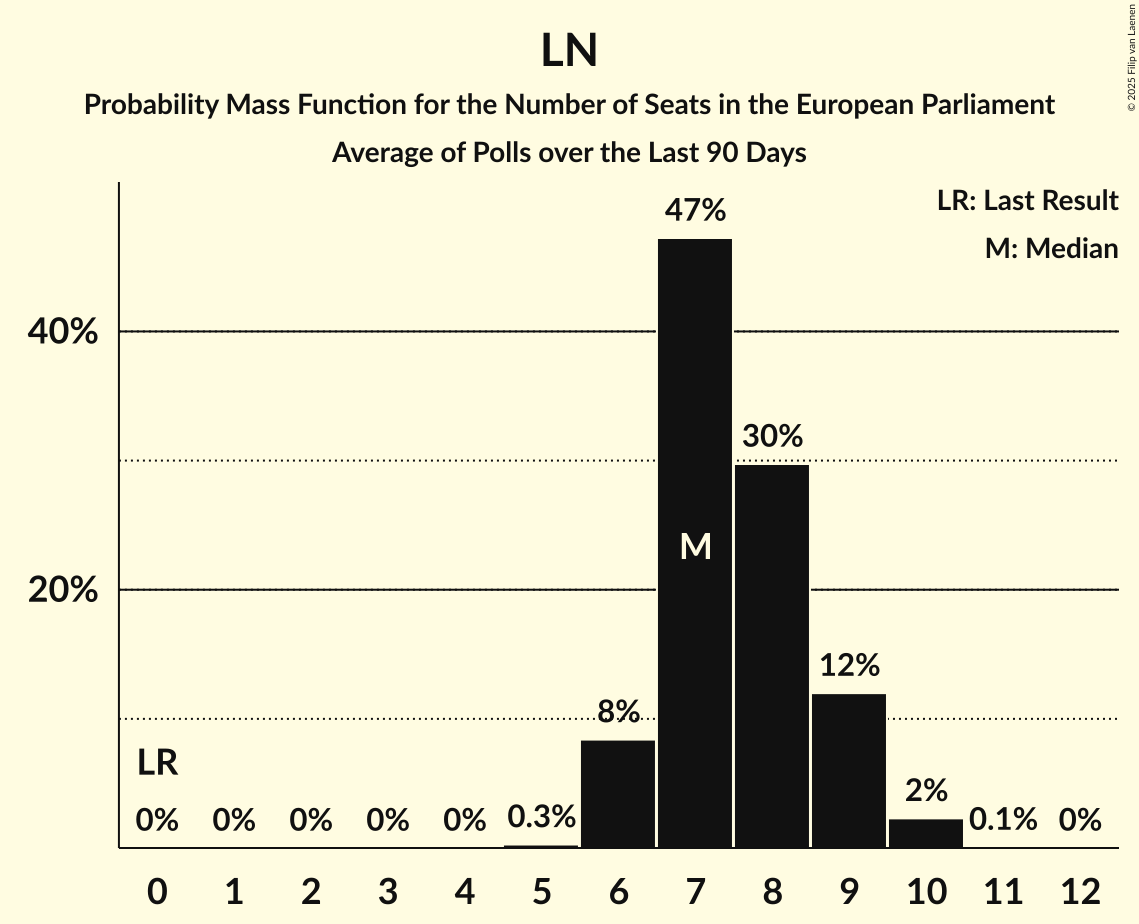 LN
Probability Mass Function for the Number of Seats in the European Parliament
Average of Polls over the Last 90 Days
© 2025 Filip van Laenen
LR: Last Result
M: Median
47%
40%
30%
M
20%
12%
8%
LR
2%
0% 0% 0% 0% 0% 0.3% 0.1% 0%
0 1 2 3 4 5 6 7 8 9 10 11 12